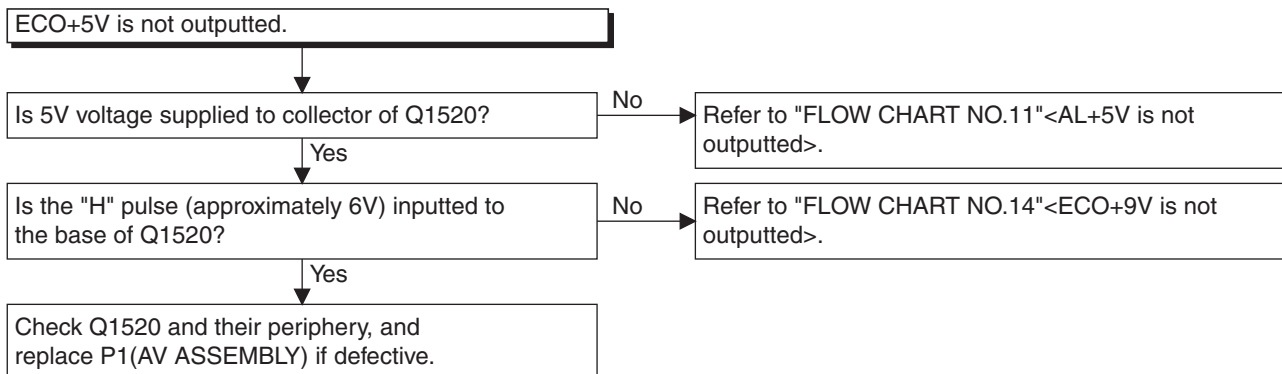 ECO+5V is not outputted.
Is 5V voltage supplied to collector of Q1520?
No
Refer to "FLOW CHART NO.11"<AL+5V is not
outputted>.
Yes
Is the "H" pulse (approximately 6V) inputted to
the base of Q1520?
No
Refer to "FLOW CHART NO.14"<ECO+9V is not
outputted>.
Yes
Check Q1520 and their periphery, and
replace P1(AV ASSEMBLY) if defective.